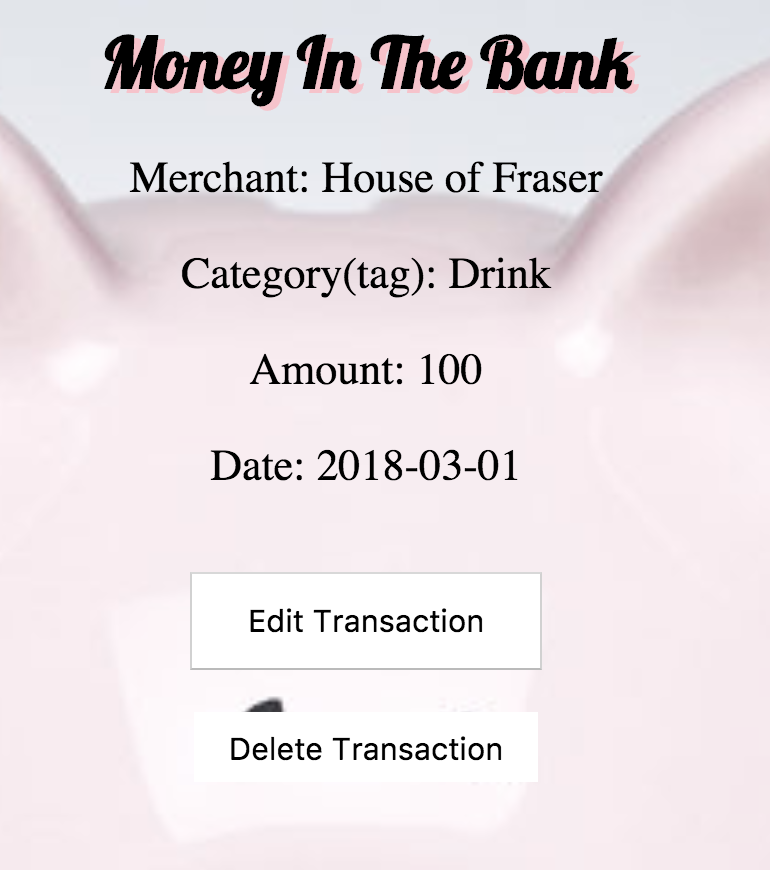 Money In The Bank
Merchant: House of Fraser
Category(tag): Drink
Amount: 100
Date: 2018-03-01
Edit Transaction
Delete Transaction